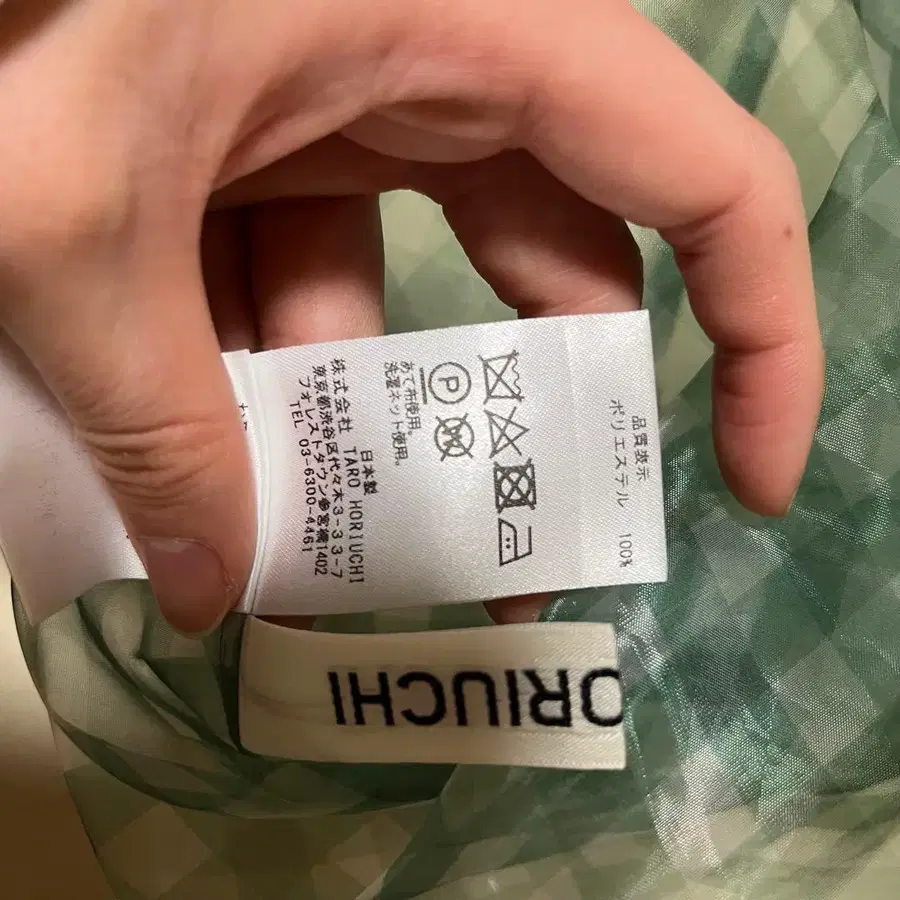 品質表示
ポリエステル 100%
P
W
あて布使用。
洗濯ネット使用。
日本製
株式会社 TARO HORIUCHI
東京都渋谷区代々木3-33-7
フォレストタウン参宮橋1402
TEL 03-6300-4461
ORIUCHI